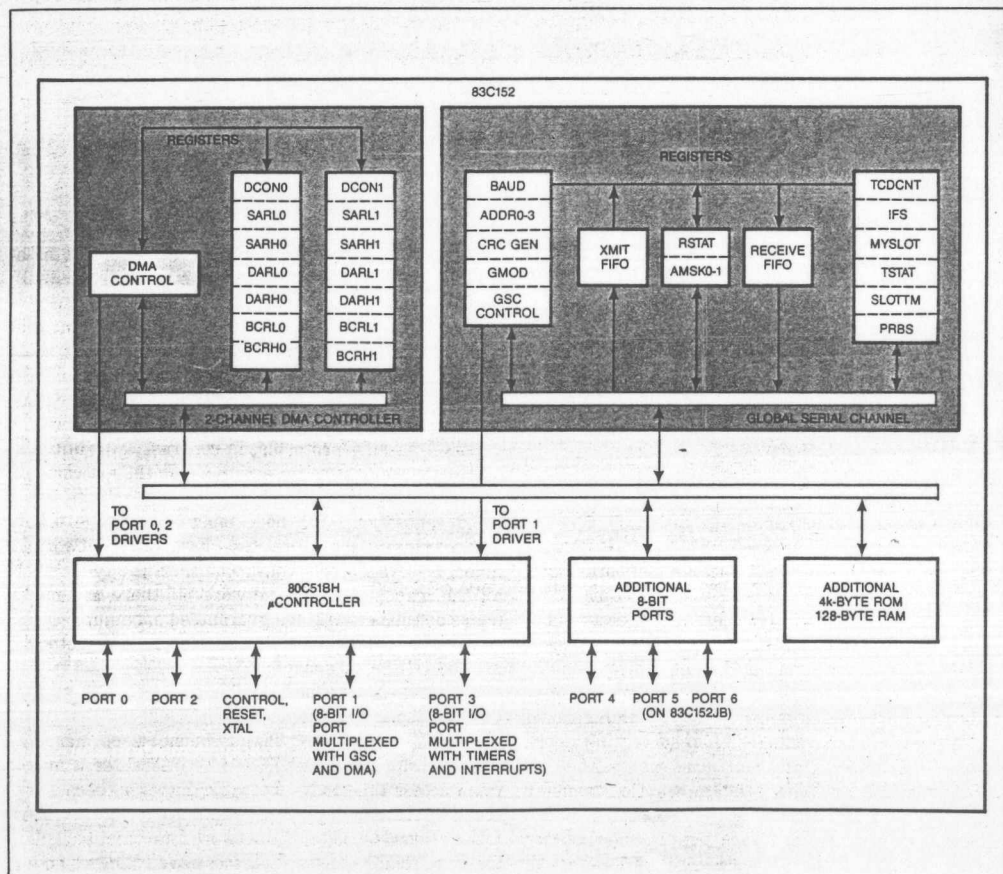 83C152
REGISTERS
DCON0
SARL0
SARH0
DARL0
DARH0
BCRL0
BCRH0
DCON1
SARL1
SARH1
DARL1
DARH1
BCRL1
BCRH1
DMA
CONTROL
2-CHANNEL DMA CONTROLLER
REGISTERS
BAUD
ADDR0-3
CRC GEN
GMOD
GSC
CONTROL
XMIT
FIFO
RSTAT
AMSK0-1
RECEIVE
FIFO
TCDCNT
IFS
MYSLOT
TSTAT
SLOTTM
PRBS
GLOBAL SERIAL CHANNEL
TO
PORT 0, 2
DRIVERS
TO
PORT 1
DRIVER
80C51BH
μCONTROLLER
ADDITIONAL
8-BIT
PORTS
ADDITIONAL
4k-BYTE ROM
128-BYTE RAM
PORT 0
PORT 2
CONTROL,
RESET,
XTAL
PORT 1
(8-BIT I/O
PORT
MULTIPLEXED
WITH GSC
AND DMA)
PORT 3
(8-BIT I/O
PORT
MULTIPLEXED
WITH TIMERS
AND INTERRUPTS)
PORT 4
PORT 5
PORT 6
(ON 83C152JB)